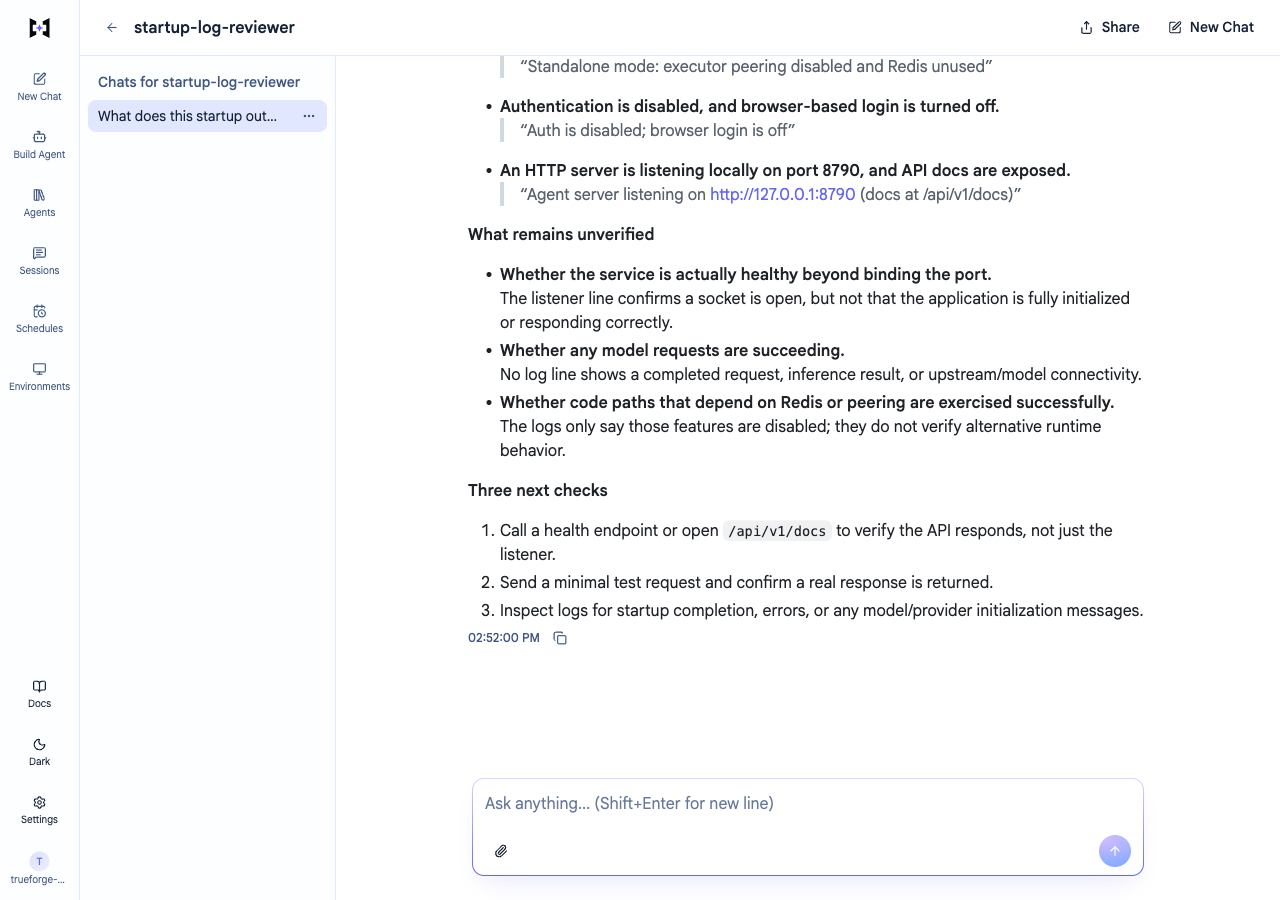 startup-log-reviewer
Share
New Chat
New Chat
Build Agent
Agents
Sessions
Schedules
Environments
Docs
Dark
Settings
T
trueforge-...
Chats for startup-log-reviewer
What does this startup out...
“Standalone mode: executor peering disabled and Redis unused”
• Authentication is disabled, and browser-based login is turned off.
“Auth is disabled; browser login is off”
• An HTTP server is listening locally on port 8790, and API docs are exposed.
“Agent server listening on http://127.0.0.1:8790 (docs at /api/v1/docs)”
What remains unverified
• Whether the service is actually healthy beyond binding the port.
The listener line confirms a socket is open, but not that the application is fully initialized
or responding correctly.
• Whether any model requests are succeeding.
No log line shows a completed request, inference result, or upstream/model connectivity.
• Whether code paths that depend on Redis or peering are exercised successfully.
The logs only say those features are disabled; they do not verify alternative runtime
behavior.
Three next checks
1. Call a health endpoint or open /api/v1/docs to verify the API responds, not just the
listener.
2. Send a minimal test request and confirm a real response is returned.
3. Inspect logs for startup completion, errors, or any model/provider initialization messages.
02:52:00 PM
Ask anything... (Shift+Enter for new line)